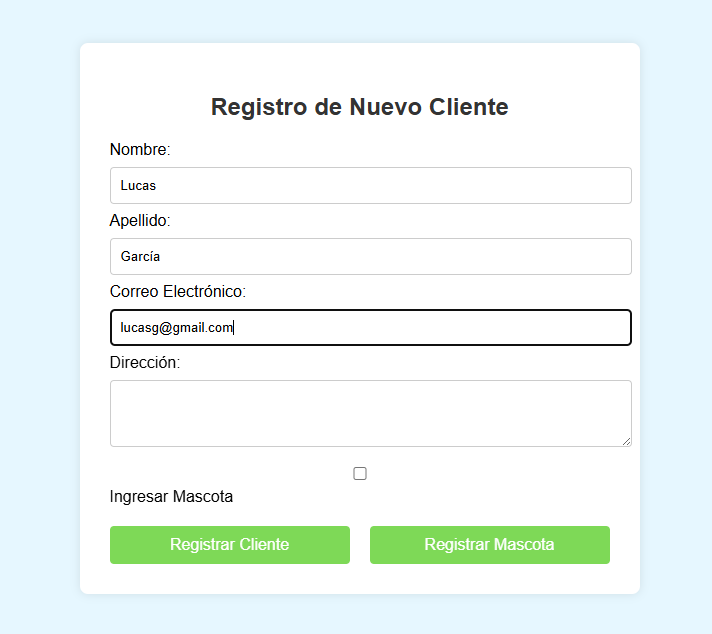 Registro de Nuevo Cliente
Nombre:
Lucas
Apellido:
García
Correo Electrónico:
lucasg@gmail.com
Dirección:
Ingresar Mascota
Registrar Cliente
Registrar Mascota